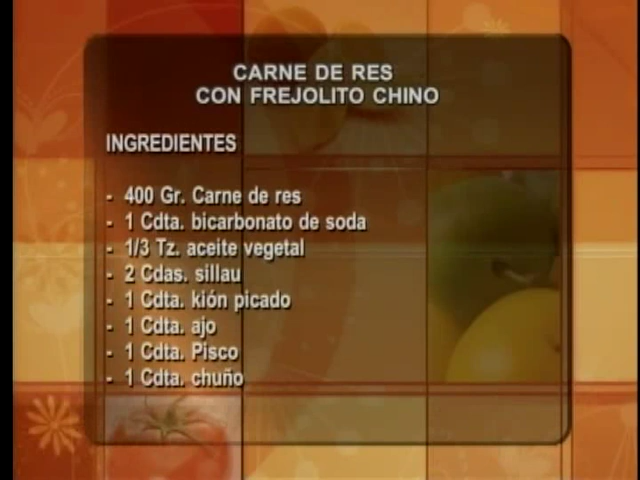 CARNE DE RES
CON FREJOLITO CHINO
INGREDIENTES
- 400 Gr. Carne de res
- 1 Cdta. bicarbonato de soda
- 1/3 Tz. aceite vegetal
- 2 Cdas. sillau
- 1 Cdta. kión picado
- 1 Cdta. ajo
- 1 Cdta. Pisco
- 1 Cdta. chuño